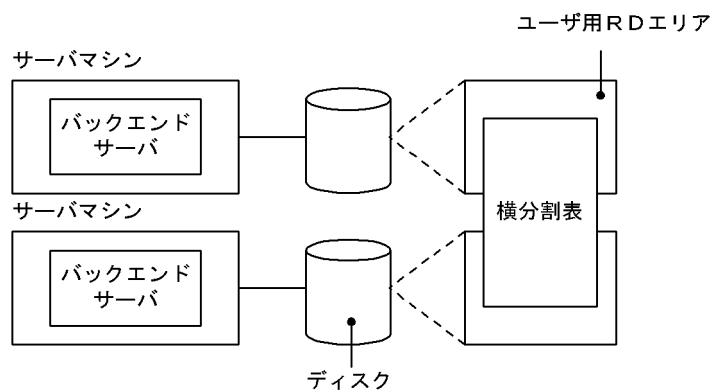 ユーザ用RDエリア
サーバマシン
バックエンド
サーバ
横分割表
サーバマシン
バックエンド
サーバ
ディスク